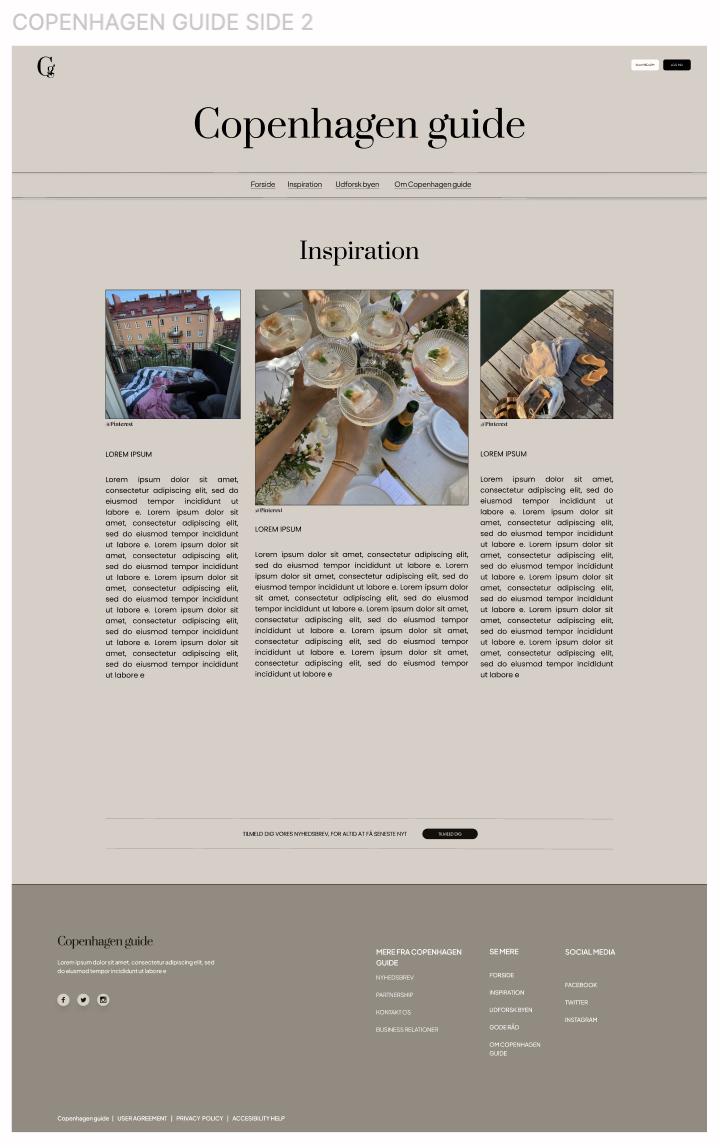 COPENHAGEN GUIDE SIDE 2
Cg
LOG IND
Copenhagen guide
Forside Inspiration Udforsk byen Om Copenhagen guide
Inspiration
@Pinterest
LOREM IPSUM
Lorem ipsum dolor sit amet,
consectetur adipiscing elit, sed do
eiusmod tempor incididunt ut
labore e. Lorem ipsum dolor sit
amet, consectetur adipiscing elit,
sed do eiusmod tempor incididunt
ut labore e. Lorem ipsum dolor sit
amet, consectetur adipiscing elit,
sed do eiusmod tempor incididunt
ut labore e. Lorem ipsum dolor sit
amet, consectetur adipiscing elit,
sed do eiusmod tempor incididunt
ut labore e. Lorem ipsum dolor sit
amet, consectetur adipiscing elit,
sed do eiusmod tempor incididunt
ut labore e. Lorem ipsum dolor sit
amet, consectetur adipiscing elit,
sed do eiusmod tempor incididunt
ut labore e
@Pinterest
LOREM IPSUM
Lorem ipsum dolor sit amet, consectetur adipiscing elit,
sed do eiusmod tempor incididunt ut labore e. Lorem
ipsum dolor sit amet, consectetur adipiscing elit, sed do
eiusmod tempor incididunt ut labore e. Lorem ipsum dolor
sit amet, consectetur adipiscing elit, sed do eiusmod
tempor incididunt ut labore e. Lorem ipsum dolor sit amet,
consectetur adipiscing elit, sed do eiusmod tempor
incididunt ut labore e. Lorem ipsum dolor sit amet,
consectetur adipiscing elit, sed do eiusmod tempor
incididunt ut labore e. Lorem ipsum dolor sit amet,
consectetur adipiscing elit, sed do eiusmod tempor
incididunt ut labore e
@Pinterest
LOREM IPSUM
Lorem ipsum dolor sit amet,
consectetur adipiscing elit, sed do
eiusmod tempor incididunt ut
labore e. Lorem ipsum dolor sit
amet, consectetur adipiscing elit,
sed do eiusmod tempor incididunt
ut labore e. Lorem ipsum dolor sit
amet, consectetur adipiscing elit,
sed do eiusmod tempor incididunt
ut labore e. Lorem ipsum dolor sit
amet, consectetur adipiscing elit,
sed do eiusmod tempor incididunt
ut labore e. Lorem ipsum dolor sit
amet, consectetur adipiscing elit,
sed do eiusmod tempor incididunt
ut labore e. Lorem ipsum dolor sit
amet, consectetur adipiscing elit,
sed do eiusmod tempor incididunt
ut labore e
TILMELD DIG VORES NYHEDSBREV, FOR ALTID AT FÅ SENESTE NYT TILMELD DIG
Copenhagen guide
Lorem ipsum dolor sit amet, consectetur adipiscing elit, sed
do eiusmod tempor incididunt ut labore e
MERE FRA COPENHAGEN
GUIDE
NYHEDSBREV
PARTNERSHIP
KONTAKT OS
BUSINESS RELATIONER
SE MERE
FORSIDE
INSPIRATION
UDFORSK BYEN
GODE RÅD
OM COPENHAGEN
GUIDE
SOCIAL MEDIA
FACEBOOK
TWITTER
INSTAGRAM
Copenhagen guide | USER AGREEMENT | PRIVACY POLICY | ACCESIBILITY HELP